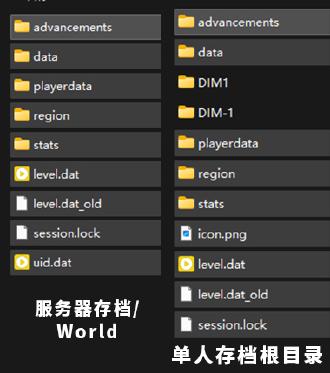 advancements
data
playerdata
region
stats
level.dat
level.dat_old
session.lock
uid.dat
服务器存档/
World
advancements
data
DIM1
DIM-1
playerdata
region
stats
icon.png
level.dat
level.dat_old
session.lock
单人存档根目录